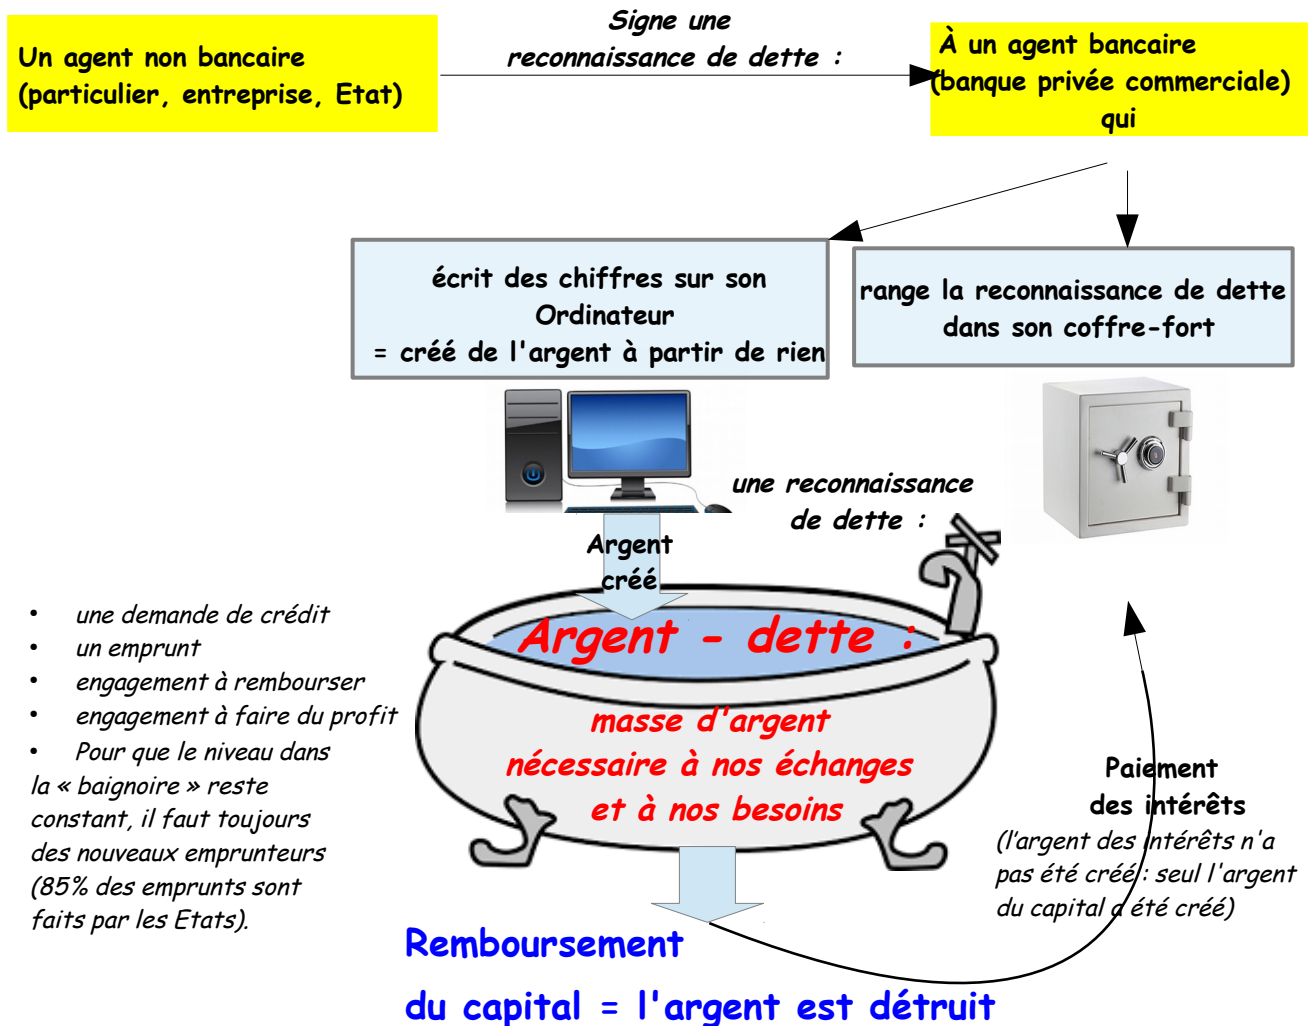 Un agent non bancaire
(particulier, entreprise, Etat)
Signe une
reconnaissance de dette :
À un agent bancaire
(banque privée commerciale)
qui
écrit des chiffres sur son
Ordinateur
= créé de l'argent à partir de rien
range la reconnaissance de dette
dans son coffre-fort
une reconnaissance
de dette :
Argent
créé
• une demande de crédit
• un emprunt
• engagement à rembourser
• engagement à faire du profit
• Pour que le niveau dans
la « baignoire » reste
constant, il faut toujours
des nouveaux emprunteurs
(85% des emprunts sont
faits par les Etats).
Argent - dette :
masse d'argent
nécessaire à nos échanges
et à nos besoins
Paiement
des intérêts
(l'argent des intérêts n'a
pas été créé : seul l'argent
du capital a été créé)
Remboursement
du capital = l'argent est détruit